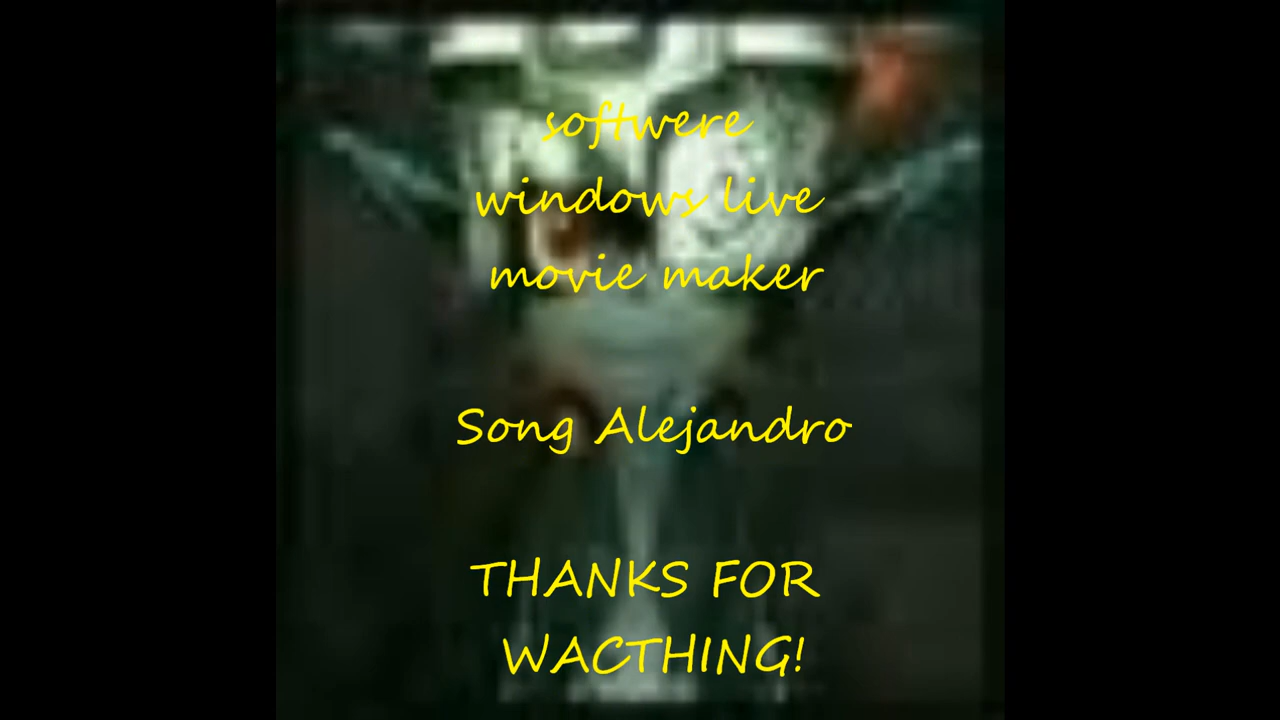 softwere
windows live
movie maker
Song Alejandro
THANKS FOR
WACTHING!